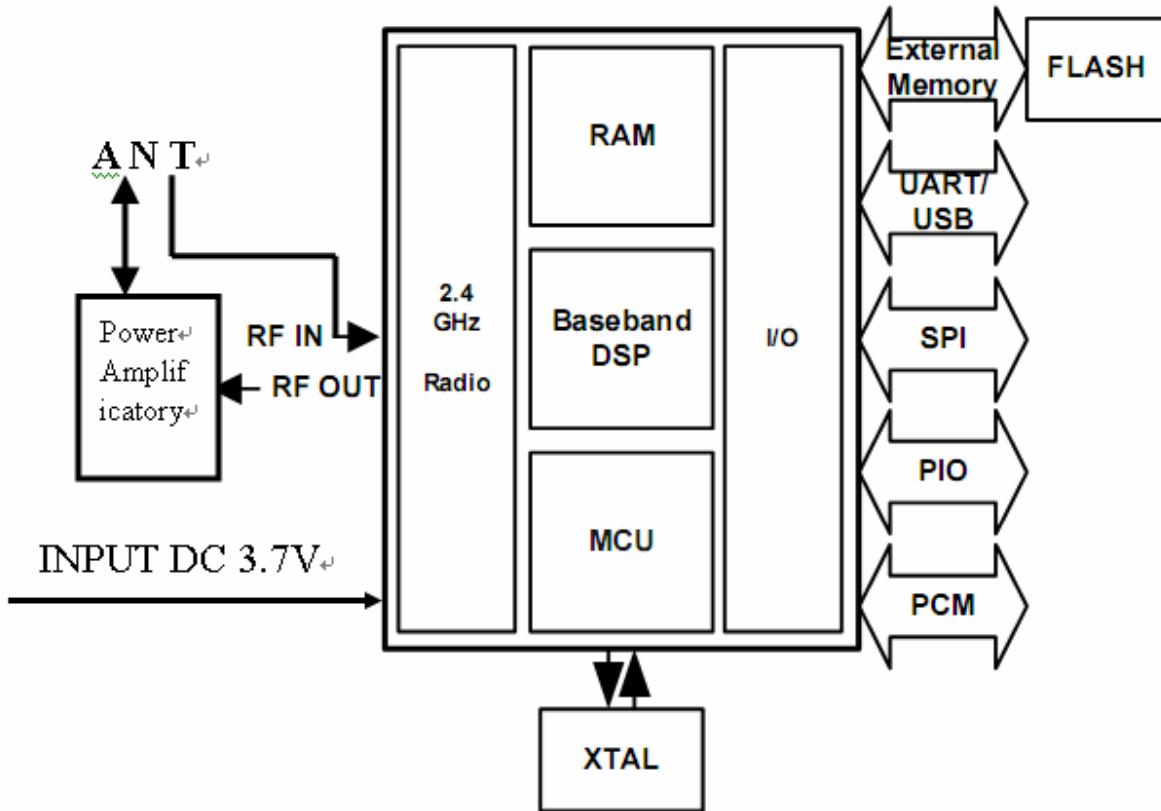 A N T
Power
Amplif
icatory
RF IN
RF OUT
INPUT DC 3.7V
2.4
GHz
Radio
RAM
Baseband
DSP
MCU
I/O
External
Memory
FLASH
UART/
USB
SPI
PIO
PCM
XTAL